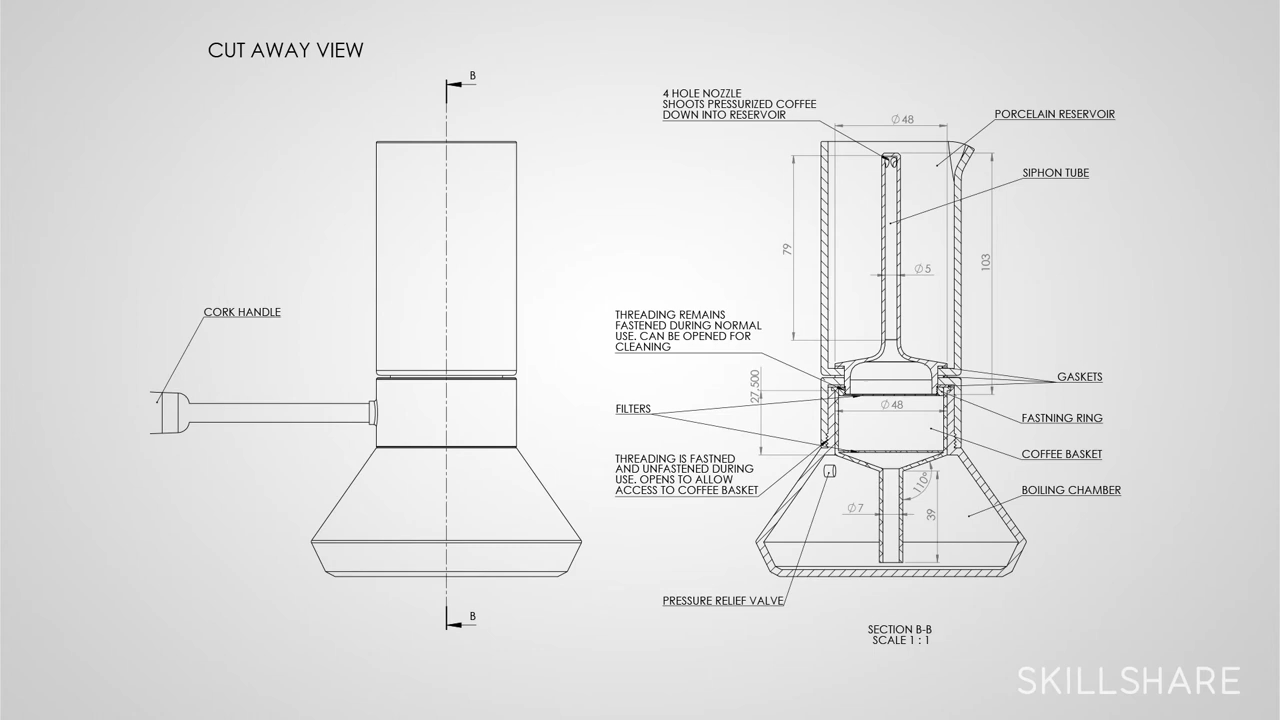 CUT AWAY VIEW
B
4 HOLE NOZZLE
SHOOTS PRESSURIZED COFFEE
DOWN INTO RESERVOIR
∅48
PORCELAIN RESERVOIR
SIPHON TUBE
79
103
∅5
CORK HANDLE
THREADING REMAINS
FASTENED DURING NORMAL
USE. CAN BE OPENED FOR
CLEANING
GASKETS
27,500
FILTERS
∅48
FASTNING RING
COFFEE BASKET
THREADING IS FASTNED
AND UNFASTENED DURING
USE. OPENS TO ALLOW
ACCESS TO COFFEE BASKET
110°
BOILING CHAMBER
∅7
39
PRESSURE RELIEF VALVE
B
SECTION B-B
SCALE 1 : 1
SKILLSHARE